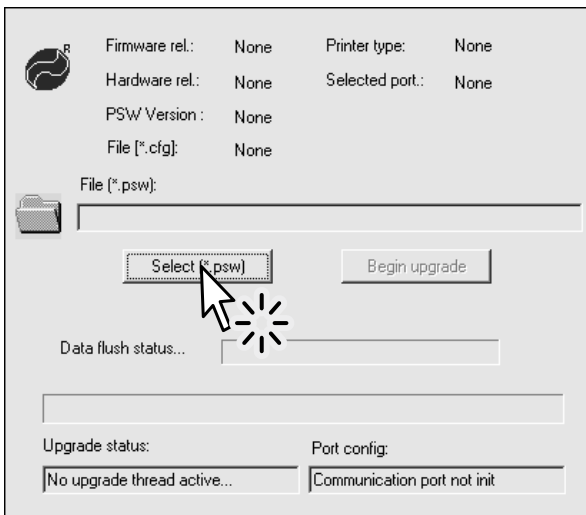 R
Firmware rel.: None Printer type: None
Hardware rel.: None Selected port.: None
PSW Version : None
File [*.cfg]: None
File (*.psw):
Select (*.psw) Begin upgrade
Data flush status...
Upgrade status: Port config:
No upgrade thread active... Communication port not init